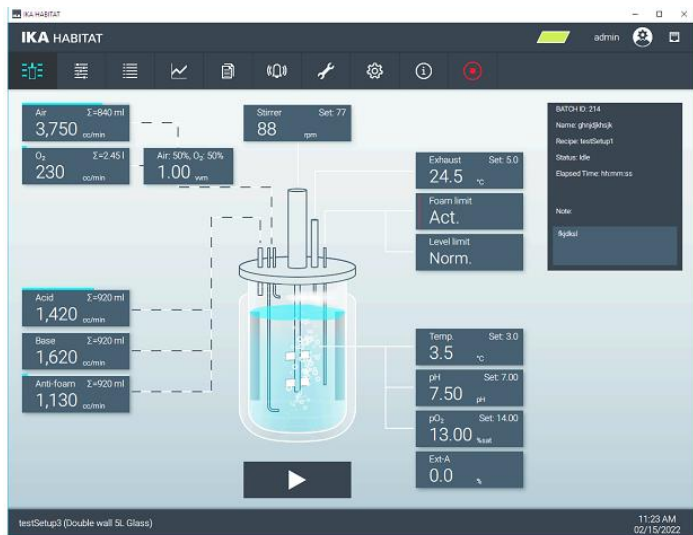 IKA HABITAT
IKA HABITAT
admin
Air Σ=840 ml
3,750 cc/min
O₂ Σ=2.45 l
230 cc/min
Air: 50%, O₂: 50%
1.00 vvm
Stirrer Set: 77
88 rpm
Exhaust Set: 5.0
24.5 °C
Foam limit
Act.
Level limit
Norm.
BATCH ID: 214
Name: ghnjdjkhsjk
Recipe: testSetup1
Status: Idle
Elapsed Time: hh:mm:ss
Note:
fkjdksl
Acid Σ=920 ml
1,420 cc/min
Base Σ=920 ml
1,620 cc/min
Anti-foam Σ=920 ml
1,130 cc/min
Temp. Set: 3.0
3.5 °C
pH Set: 7.00
7.50 pH
pO₂ Set: 14.00
13.00 %sat
Ext-A
0.0 %
testSetup3 (Double wall 5L Glass)
11:23 AM
02/15/2022